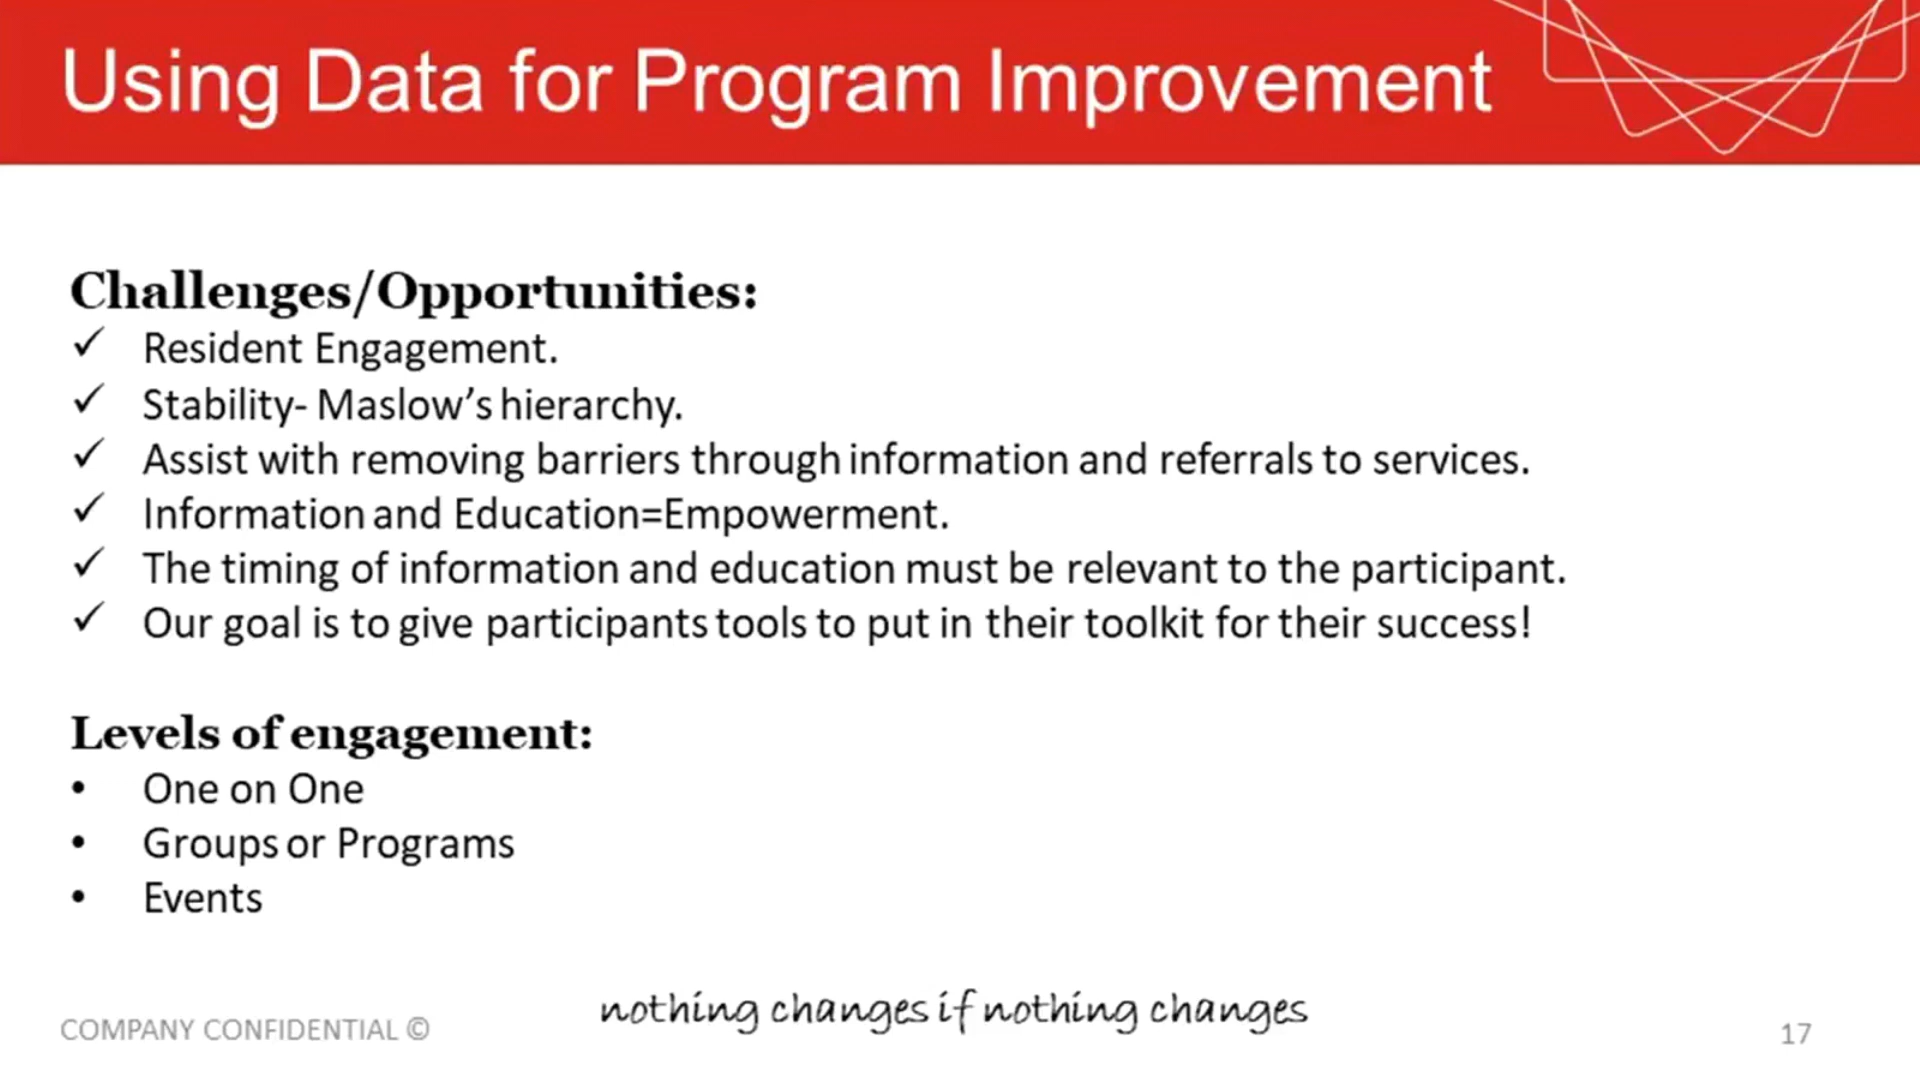 Using Data for Program Improvement
Challenges/Opportunities:
✓ Resident Engagement.
✓ Stability- Maslow’s hierarchy.
✓ Assist with removing barriers through information and referrals to services.
✓ Information and Education=Empowerment.
✓ The timing of information and education must be relevant to the participant.
✓ Our goal is to give participants tools to put in their toolkit for their success!
Levels of engagement:
• One on One
• Groups or Programs
• Events
nothing changes if nothing changes
COMPANY CONFIDENTIAL ©
17